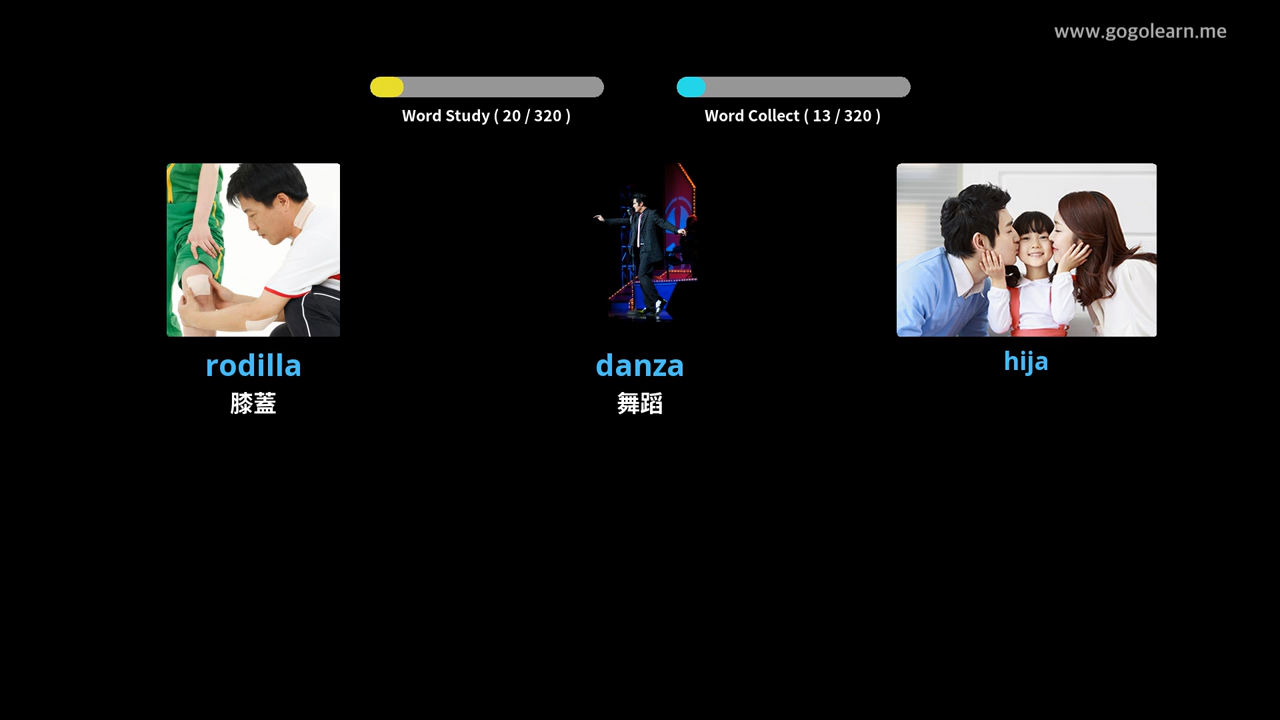 www.gogolearn.me
Word Study ( 20 / 320 )
Word Collect ( 13 / 320 )
rodilla
膝蓋
danza
舞蹈
hija